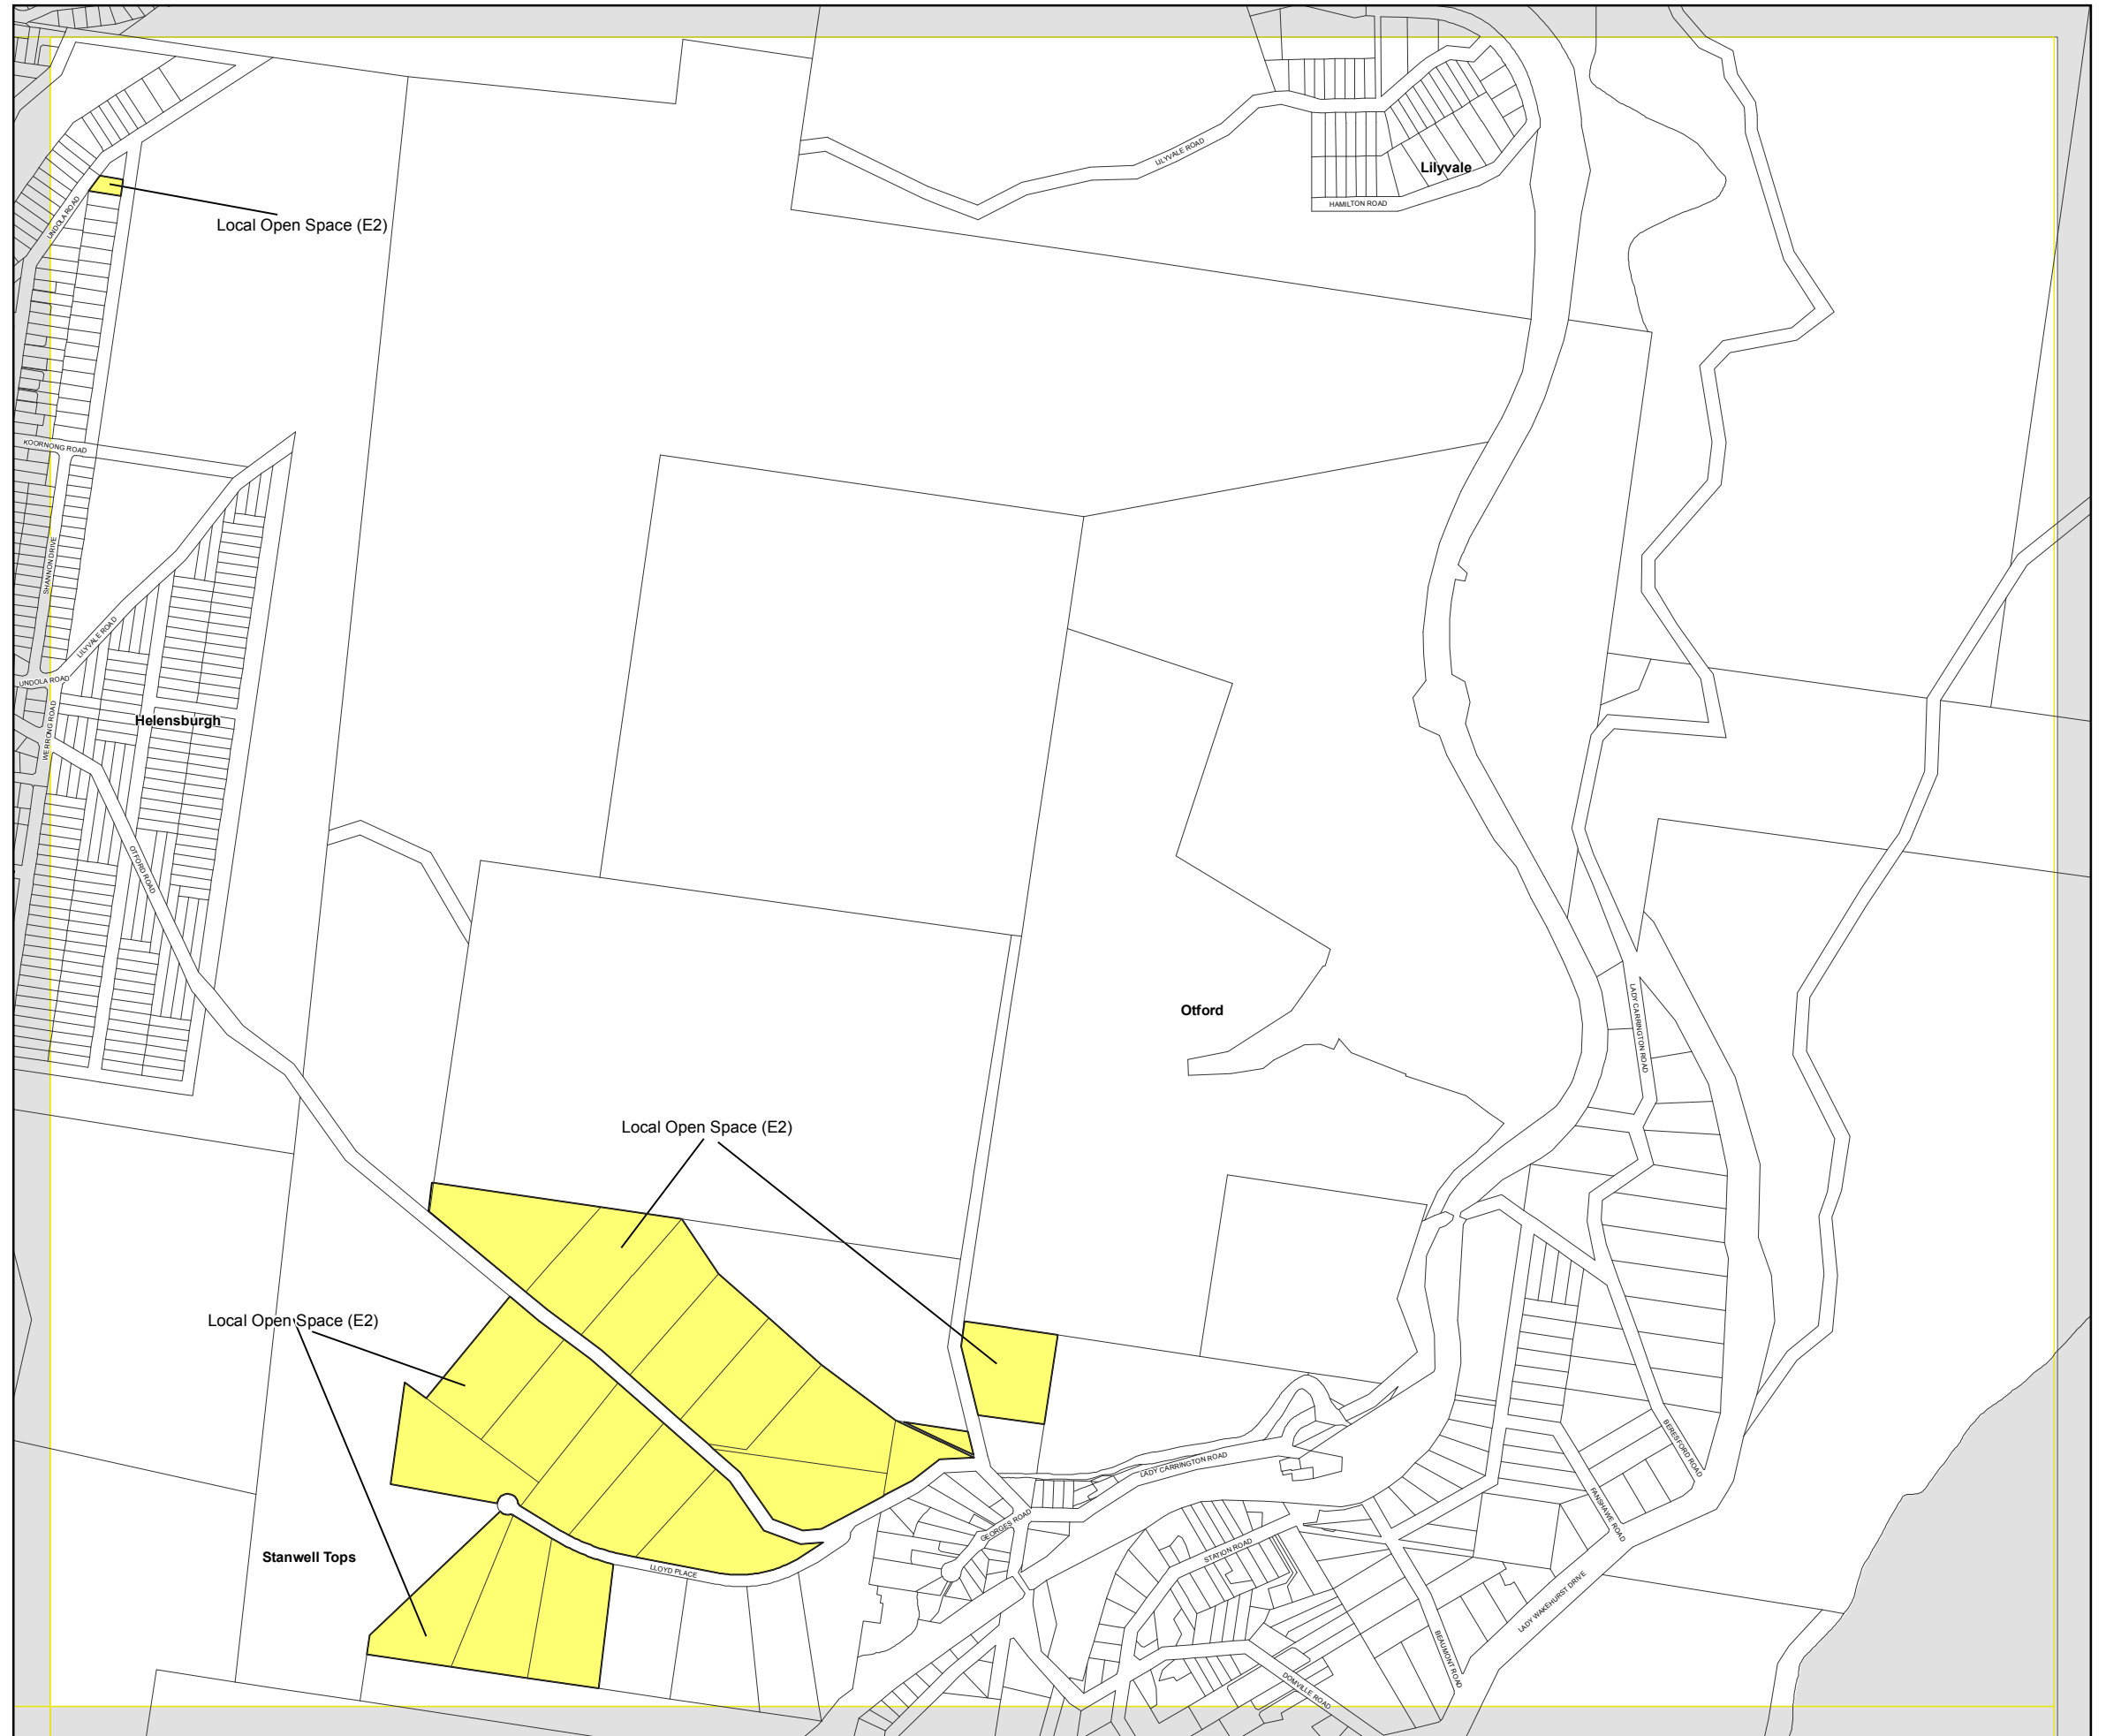 LILYVALE ROAD
Lilyvale
HAMILTON ROAD
UNDOLA ROAD
Local Open Space (E2)
KOORNONG ROAD
SHANNON DRIVE
LILYVALE ROAD
UNDOLA ROAD
WERRONG ROAD
Helensburgh
OTFORD ROAD
Otford
LADY CARRINGTON ROAD
Local Open Space (E2)
Local Open Space (E2)
BERESFORD ROAD
LADY CARRINGTON ROAD
FANSHAWE ROAD
GEORGES ROAD
STATION ROAD
Stanwell Tops
LLOYD PLACE
LADY WAKEHURST DRIVE
BEAUMONT ROAD
DOMVILLE ROAD